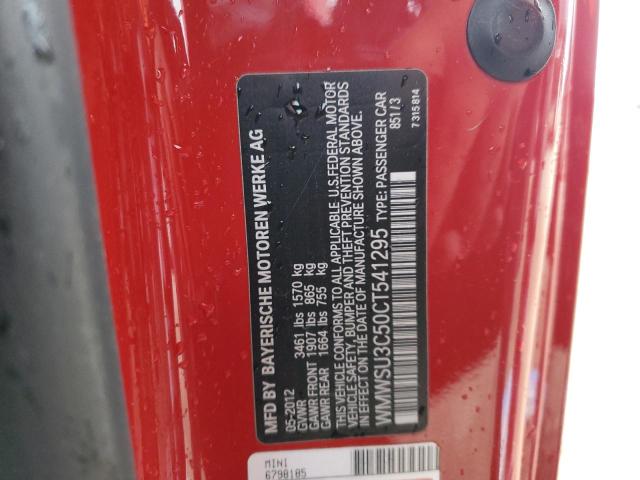 MFD BY BAYERISCHE MOTOREN WERKE AG
05-2012
GVWR 3461 lbs 1570 kg
GAWR FRONT 1907 lbs 865 kg
GAWR REAR 1664 lbs 755 kg
THIS VEHICLE CONFORMS TO ALL APPLICABLE U.S.FEDERAL MOTOR
VEHICLE SAFETY, BUMPER AND THEFT PREVENTION STANDARDS
IN EFFECT ON THE DATE OF MANUFACTURE SHOWN ABOVE.
WMWSU3C50CT541295 TYPE: PASSENGER CAR
851/3
7315814
MINI
6798185